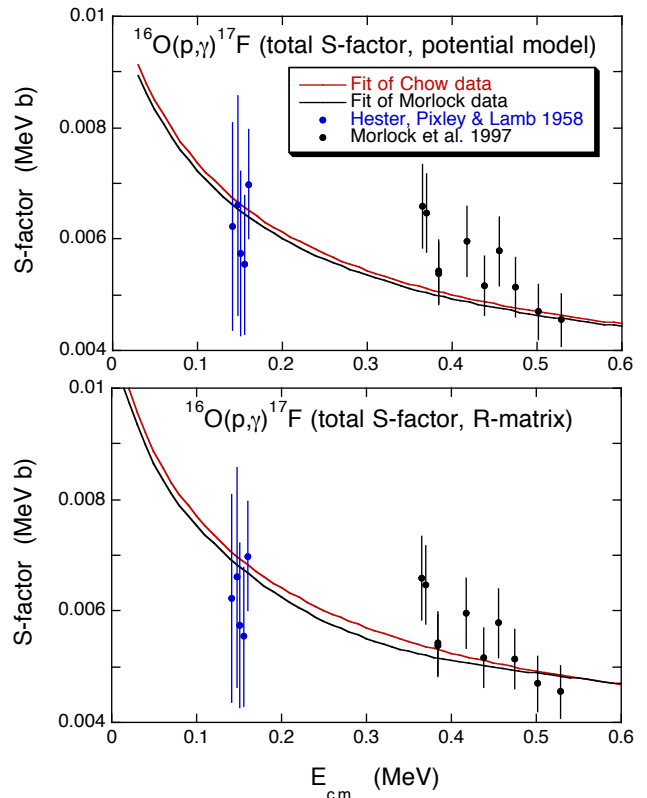 0.01
¹⁶O(p,γ)¹⁷F (total S-factor, potential model)
Fit of Chow data
Fit of Morlock data
Hester, Pixley & Lamb 1958
Morlock et al. 1997
0.008
S-factor (MeV b)
0.006
0.004
0 0.1 0.2 0.3 0.4 0.5 0.6
0.01
¹⁶O(p,γ)¹⁷F (total S-factor, R-matrix)
0.008
S-factor (MeV b)
0.006
0.004
0 0.1 0.2 0.3 0.4 0.5 0.6
E_cm (MeV)